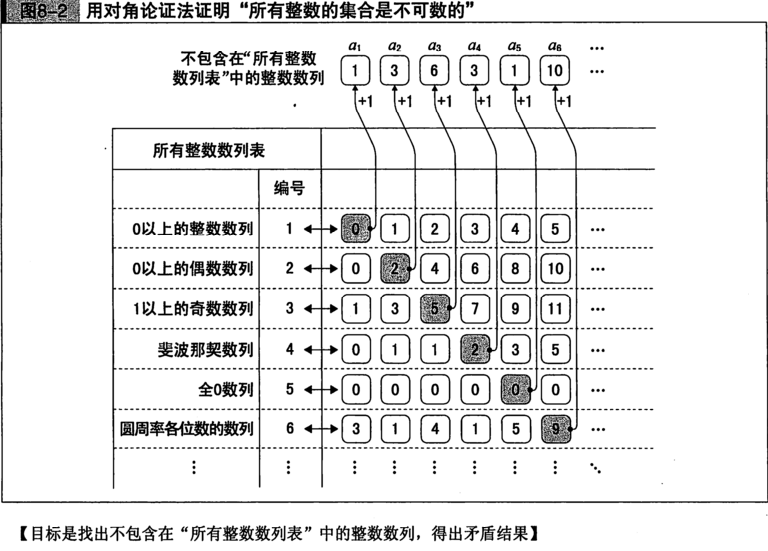 图8-2 用对角论证法证明“所有整数的集合是不可数的”
不包含在“所有整数
数列表”中的整数数列
a₁ a₂ a₃ a₄ a₅ a₆ …
1 3 6 3 1 10 …
+1 +1 +1 +1 +1 +1
所有整数数列表
编号
0以上的整数数列 1 0 1 2 3 4 5 …
0以上的偶数数列 2 0 2 4 6 8 10 …
1以上的奇数数列 3 1 3 5 7 9 11 …
斐波那契数列 4 0 1 1 2 3 5 …
全0数列 5 0 0 0 0 0 0 …
圆周率各位数的数列 6 3 1 4 1 5 9 …
⋮ ⋮ ⋮ ⋮ ⋮ ⋮ ⋮ ⋮ ⋱
【目标是找出不包含在“所有整数数列表”中的整数数列，得出矛盾结果】